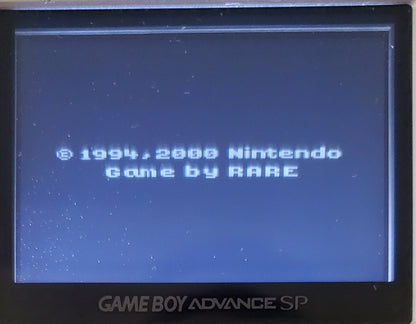 © 1994,2000 Nintendo
Game by RARE
GAME BOY ADVANCE SP